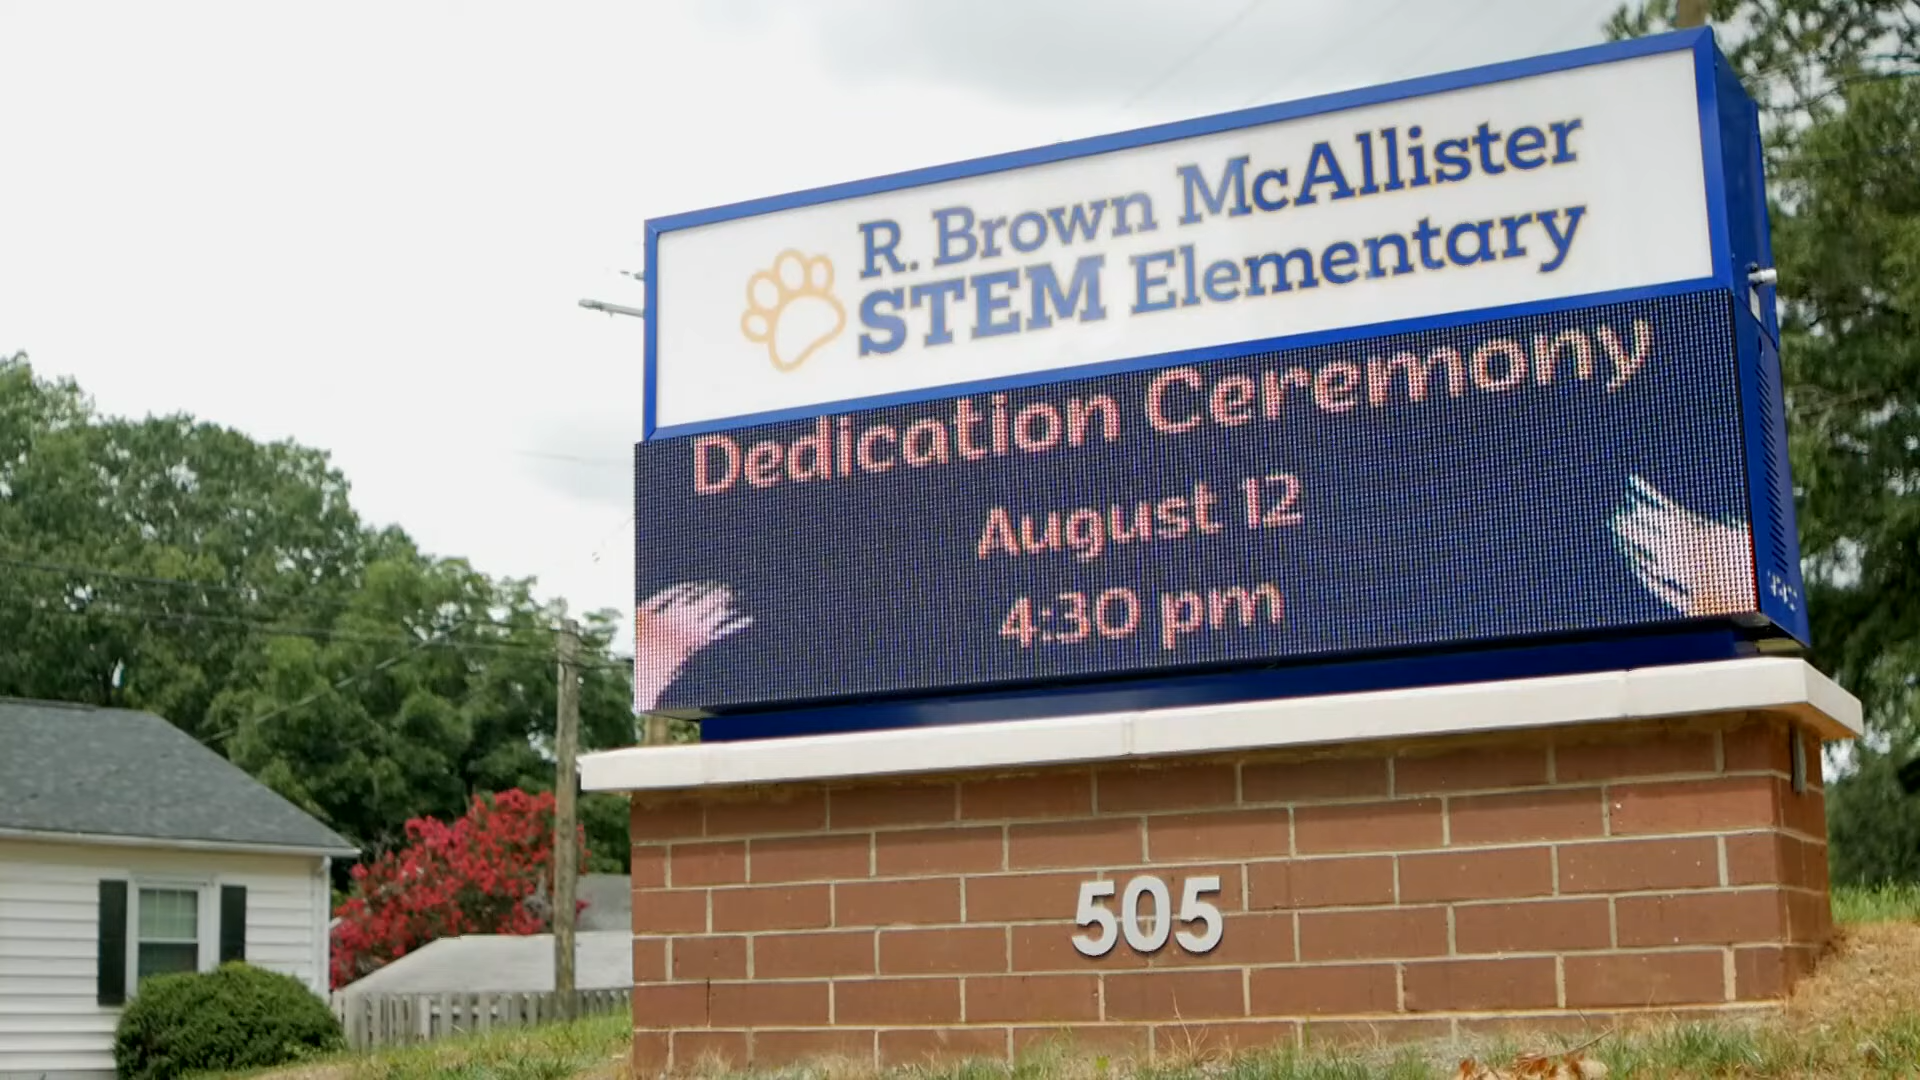 R. Brown McAllister
STEM Elementary
Dedication Ceremony
August 12
4:30 pm
505